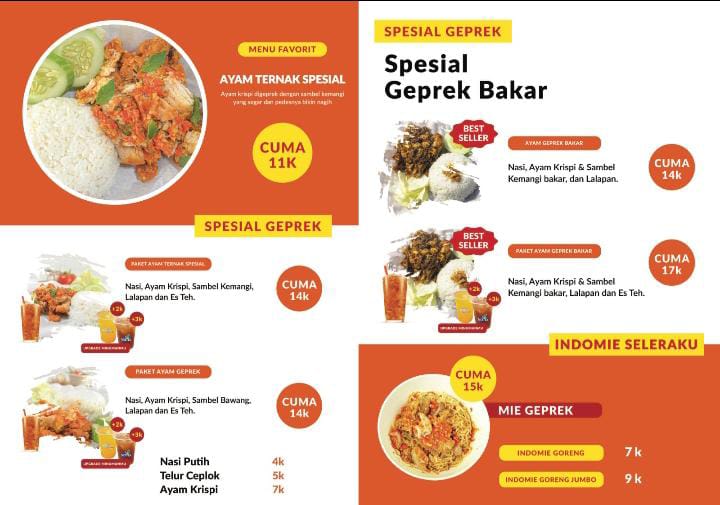 MENU FAVORIT
AYAM TERNAK SPESIAL
Ayam krispi digeprek dengan sambel kemangi
yang segar dan pedesnya bikin nagih
CUMA
11K
SPESIAL GEPREK
PAKET AYAM TERNAK SPESIAL
Nasi, Ayam Krispi, Sambel Kemangi,
Lalapan dan Es Teh.
CUMA
14k
+2k
+3k
UPGRADE MINUMANMU
PAKET AYAM GEPREK
Nasi, Ayam Krispi, Sambel Bawang,
Lalapan dan Es Teh.
CUMA
14k
+2k
+3k
UPGRADE MINUMANMU
Nasi Putih 4k
Telur Ceplok 5k
Ayam Krispi 7k
SPESIAL GEPREK
Spesial
Geprek Bakar
BEST
SELLER
AYAM GEPREK BAKAR
Nasi, Ayam Krispi & Sambel
Kemangi bakar, dan Lalapan.
CUMA
14k
BEST
SELLER
PAKET AYAM GEPREK BAKAR
Nasi, Ayam Krispi & Sambel
Kemangi bakar, Lalapan dan Es Teh.
CUMA
17k
+2k
+3k
UPGRADE MINUMANMU
INDOMIE SELERAKU
CUMA
15k
MIE GEPREK
INDOMIE GORENG 7 k
INDOMIE GORENG JUMBO 9 k